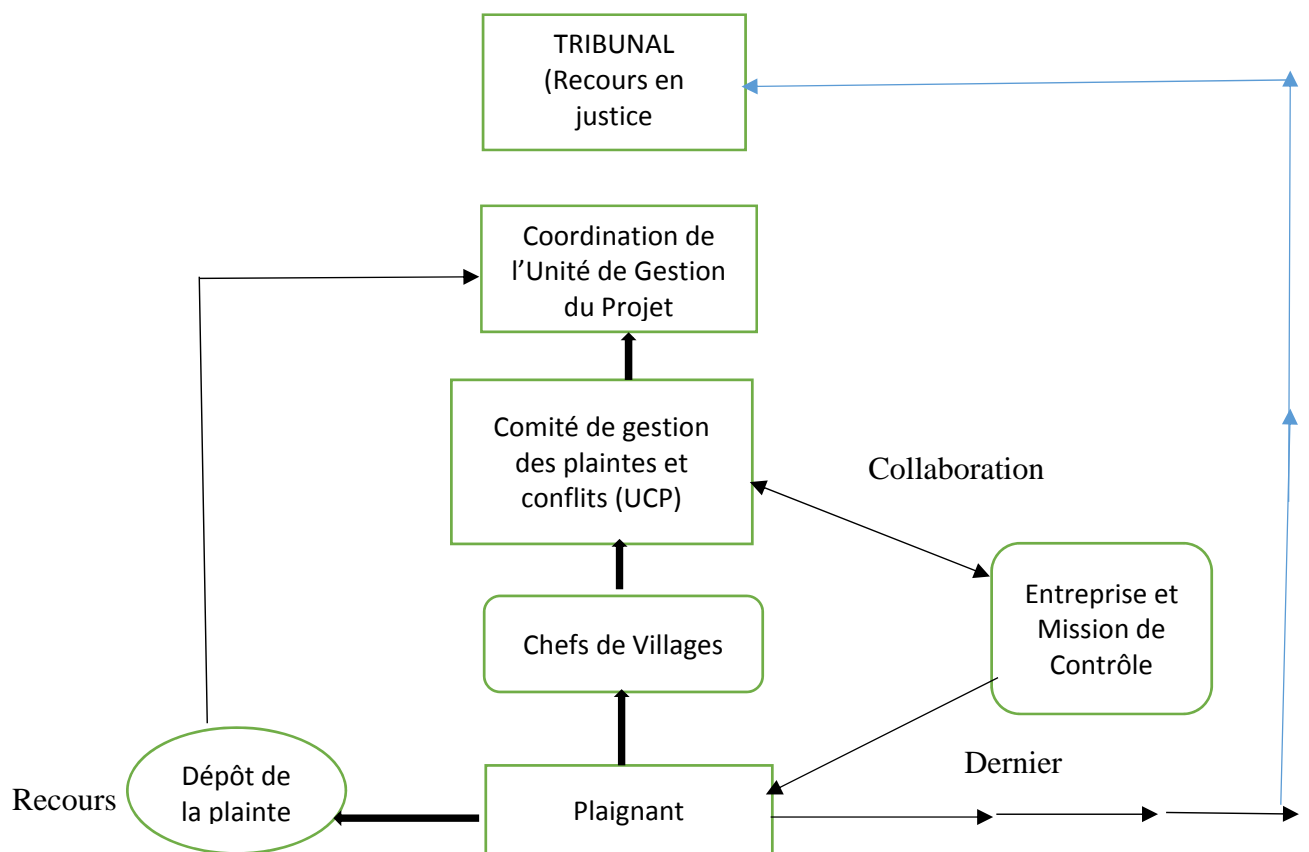 TRIBUNAL
(Recours en
justice
Coordination de
l’Unité de Gestion
du Projet
Comité de gestion
des plaintes et
conflits (UCP)
Collaboration
Entreprise et
Mission de
Contrôle
Chefs de Villages
Dernier
Dépôt de
la plainte
Recours
Plaignant